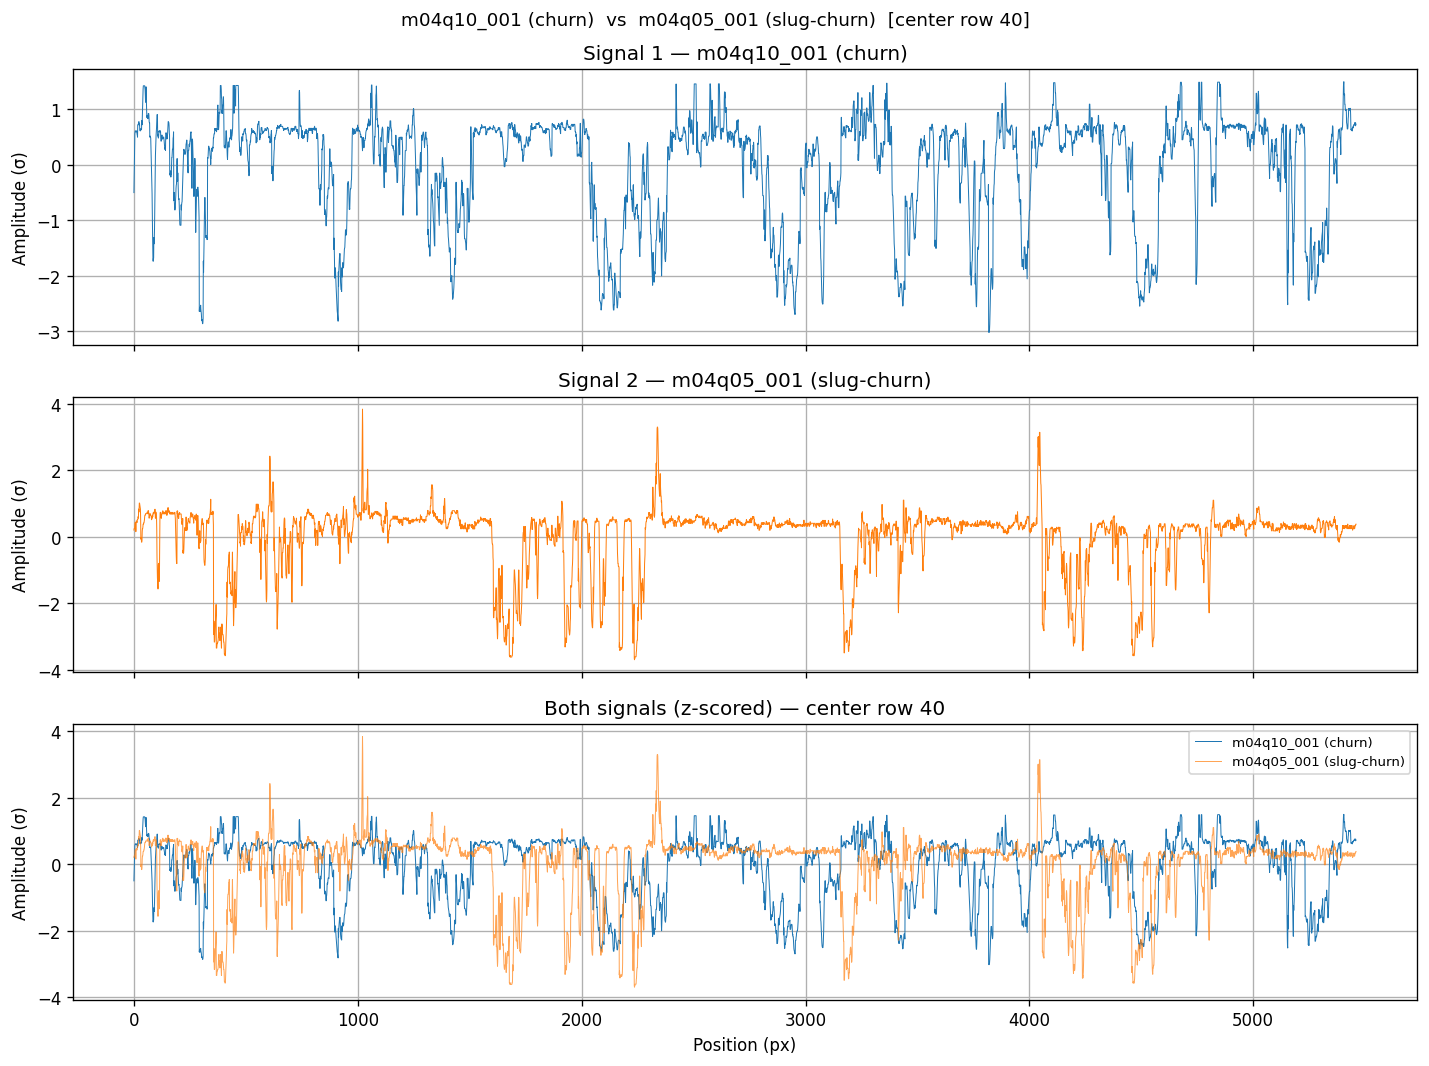 m04q10_001 (churn)  vs  m04q05_001 (slug-churn)  [center row 40]
Signal 1 — m04q10_001 (churn)
Amplitude (σ)
1
0
−1
−2
−3
Signal 2 — m04q05_001 (slug-churn)
Amplitude (σ)
4
2
0
−2
−4
Both signals (z-scored) — center row 40
Amplitude (σ)
4
2
0
−2
−4
m04q10_001 (churn)
m04q05_001 (slug-churn)
0 1000 2000 3000 4000 5000
Position (px)